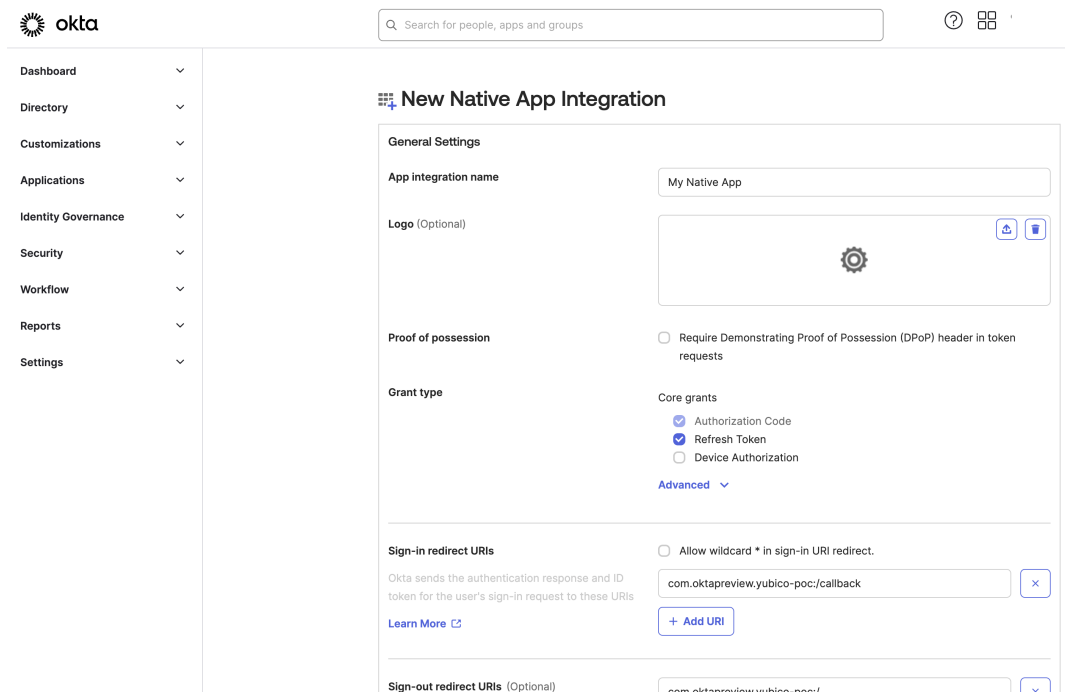 okta
Search for people, apps and groups
Dashboard
Directory
Customizations
Applications
Identity Governance
Security
Workflow
Reports
Settings
New Native App Integration
General Settings
App integration name
My Native App
Logo (Optional)
Proof of possession
Require Demonstrating Proof of Possession (DPoP) header in token
requests
Grant type
Core grants
Authorization Code
Refresh Token
Device Authorization
Advanced
Sign-in redirect URIs
Allow wildcard * in sign-in URI redirect.
Okta sends the authentication response and ID
token for the user's sign-in request to these URIs
com.oktapreview.yubico-poc:/callback
Learn More
+ Add URI
Sign-out redirect URIs (Optional)
com.oktapreview.yubico-poc:/